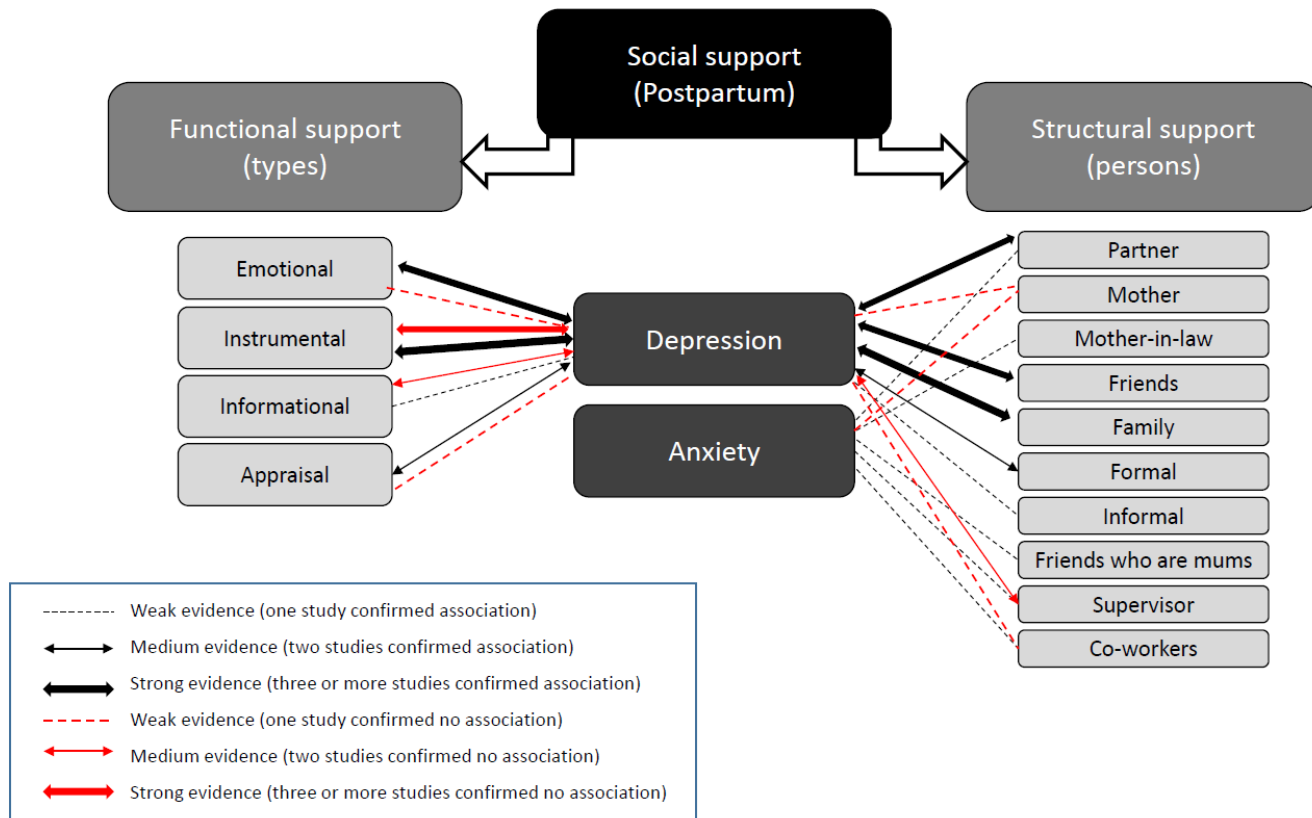 Social support
(Postpartum)
Functional support
(types)
Structural support
(persons)
Emotional
Instrumental
Informational
Appraisal
Depression
Anxiety
Partner
Mother
Mother-in-law
Friends
Family
Formal
Informal
Friends who are mums
Supervisor
Co-workers
Weak evidence (one study confirmed association)
Medium evidence (two studies confirmed association)
Strong evidence (three or more studies confirmed association)
Weak evidence (one study confirmed no association)
Medium evidence (two studies confirmed no association)
Strong evidence (three or more studies confirmed no association)